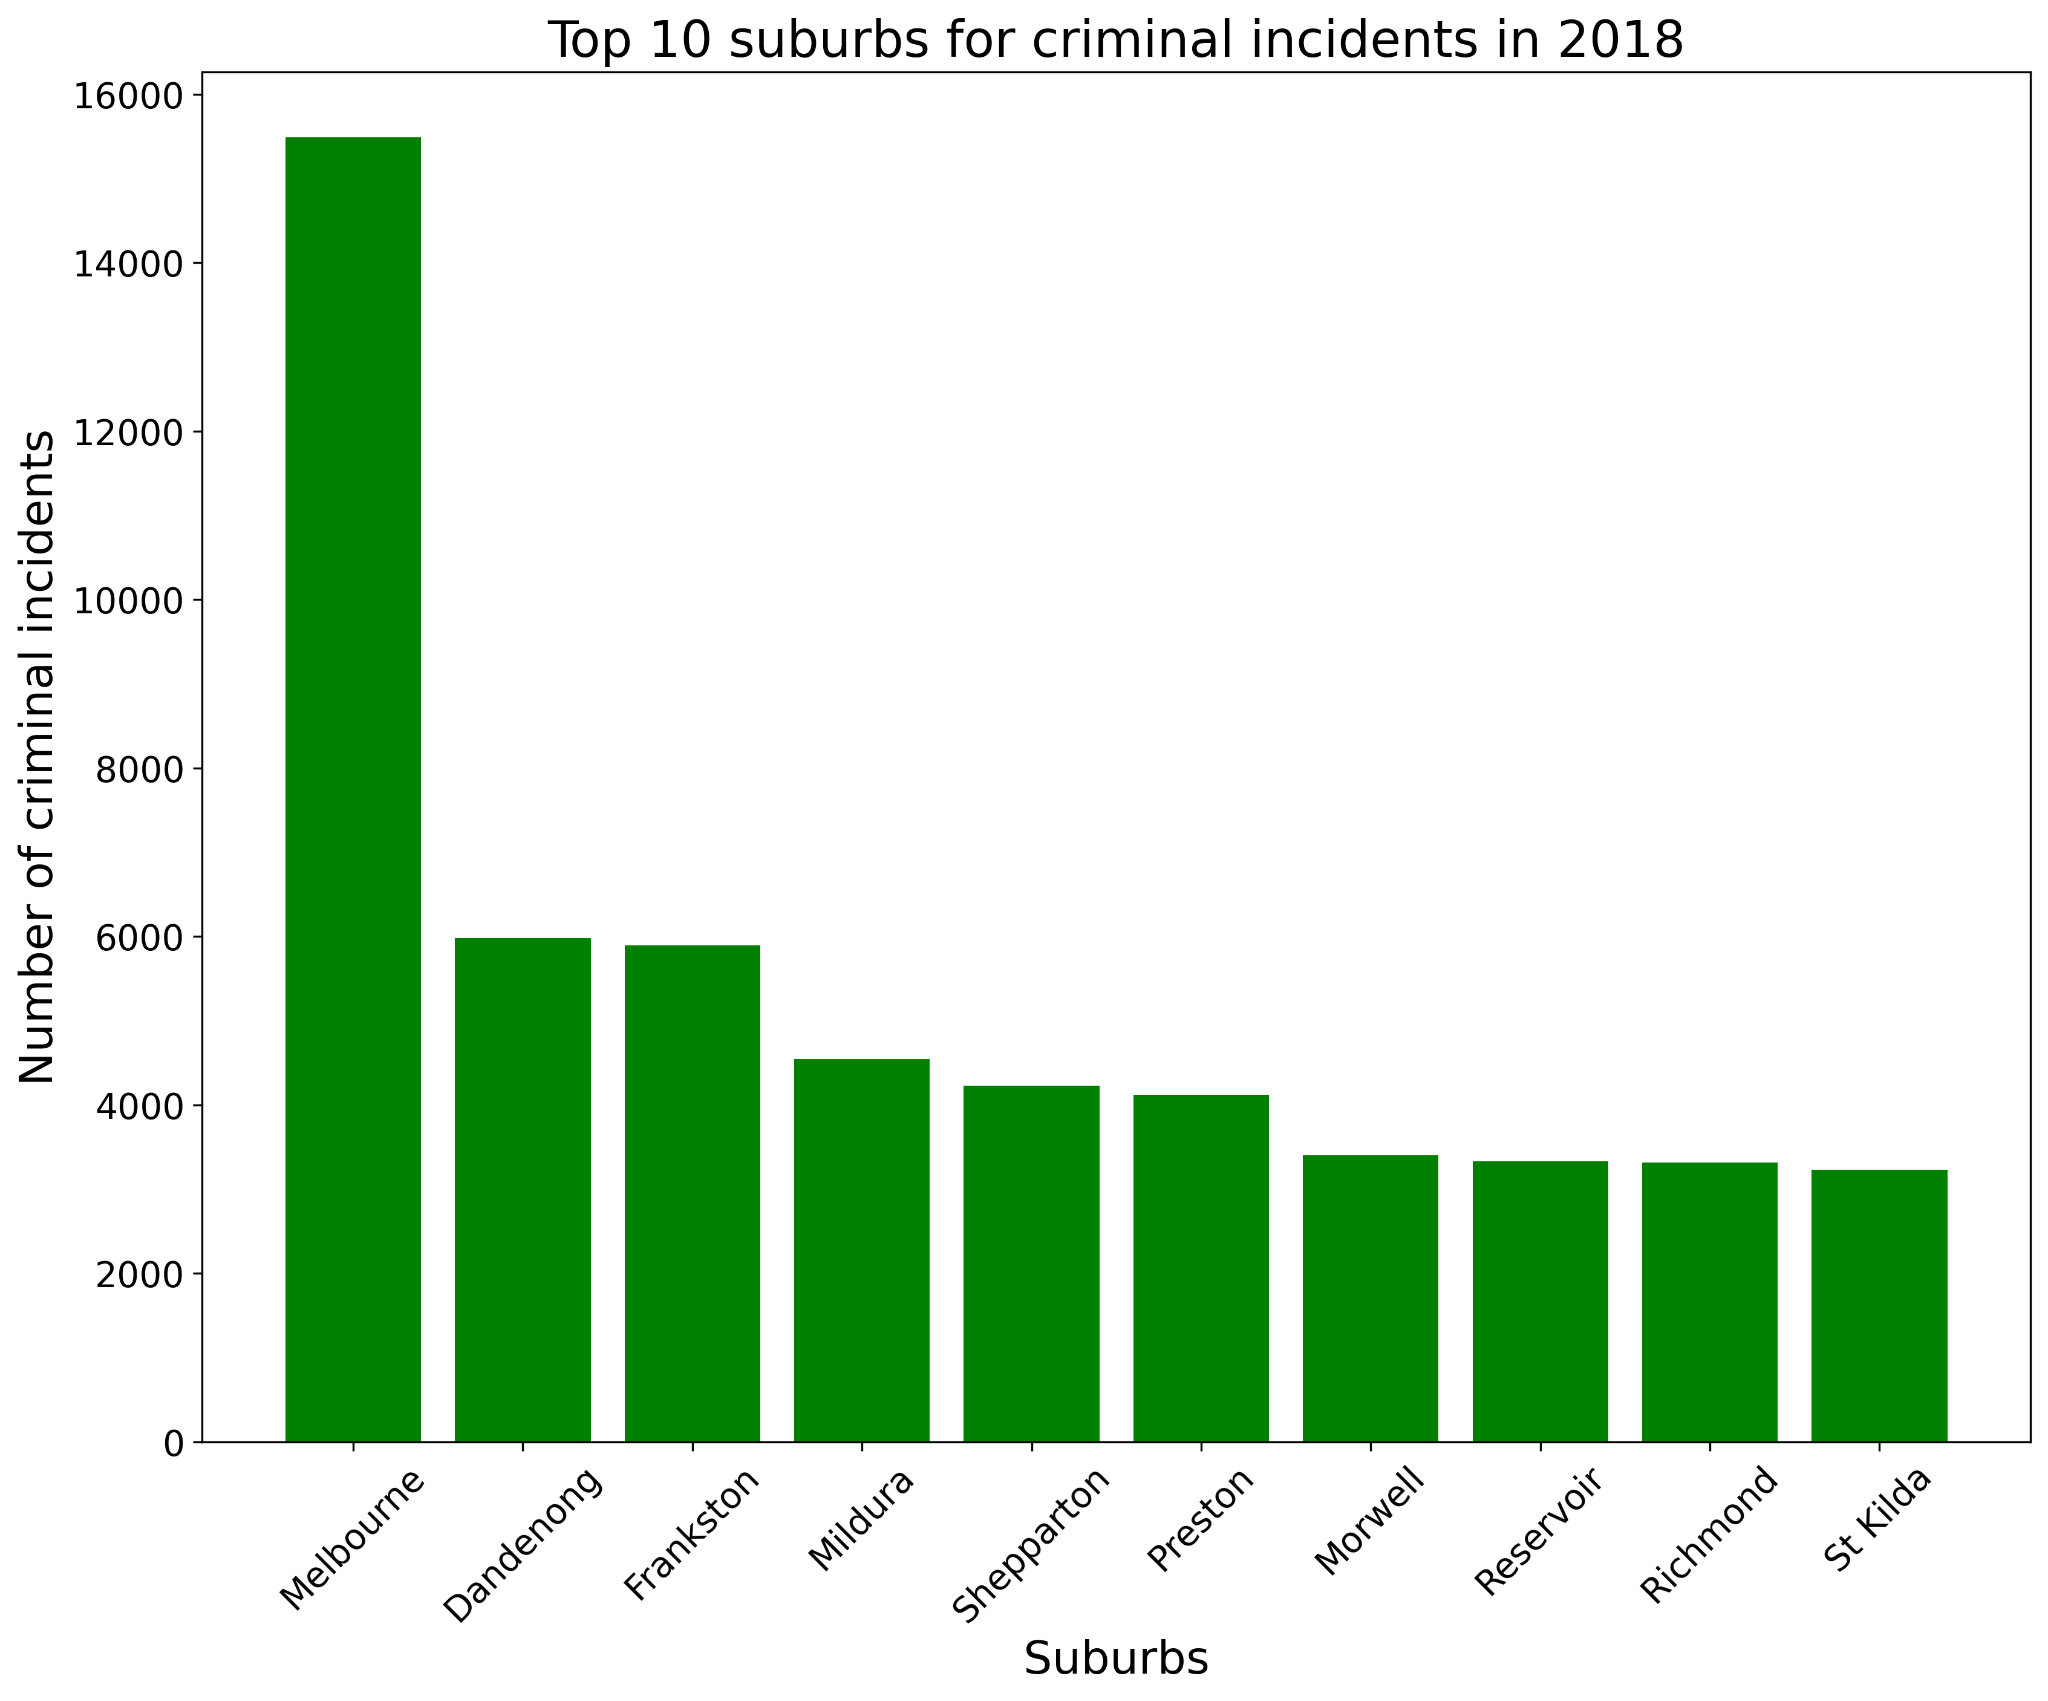 Top 10 suburbs for criminal incidents in 2018
Number of criminal incidents
16000
14000
12000
10000
8000
6000
4000
2000
0
Melbourne
Dandenong
Frankston
Mildura
Shepparton
Preston
Morwell
Reservoir
Richmond
St Kilda
Suburbs